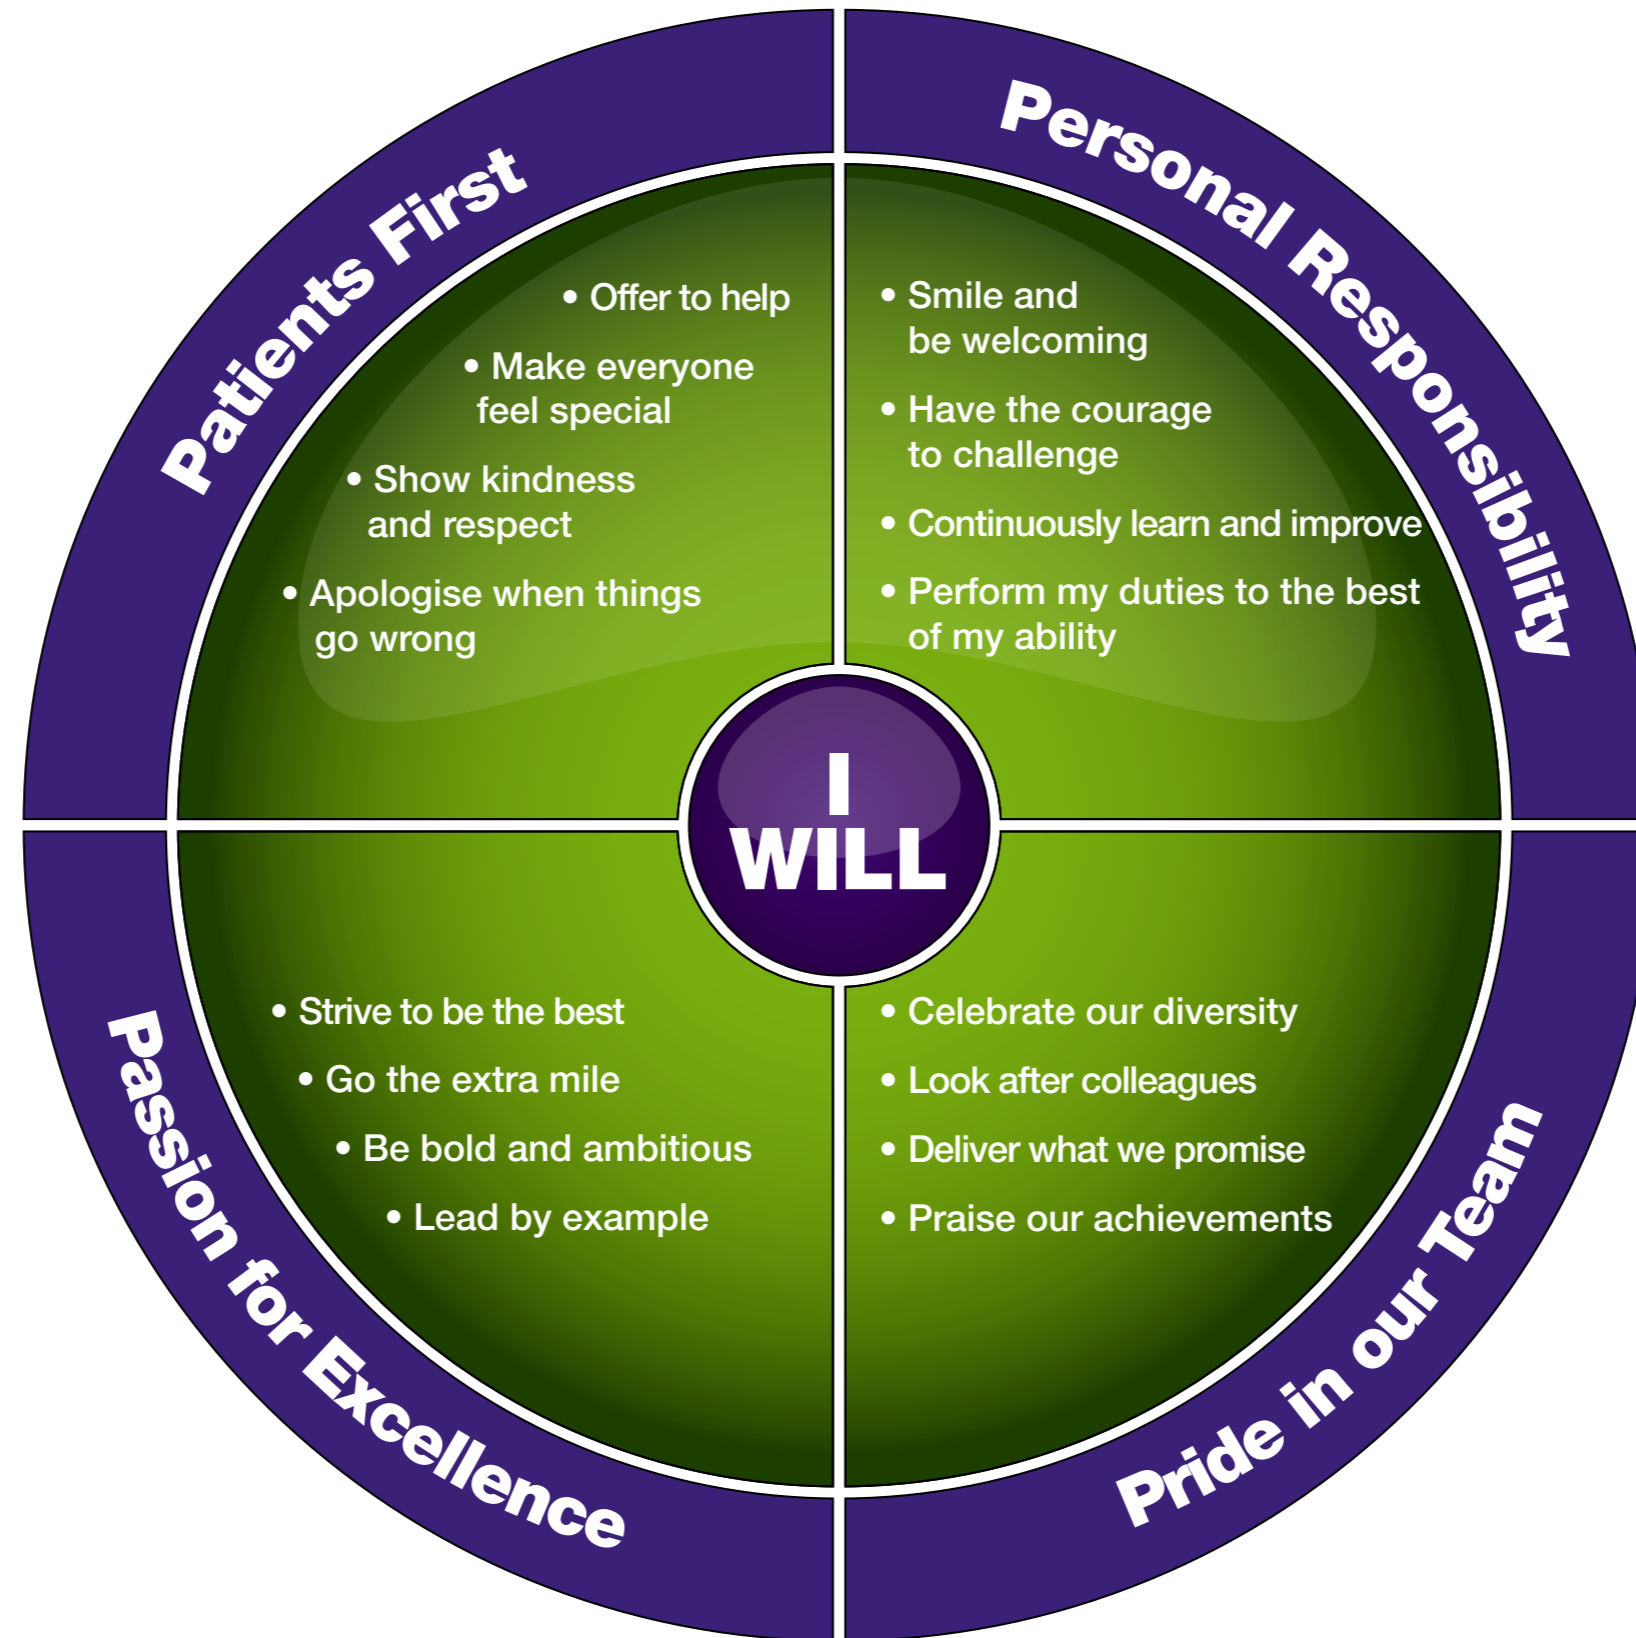 Patients First
• Offer to help
• Make everyone
feel special
• Show kindness
and respect
• Apologise when things
go wrong
Personal Responsibility
• Smile and
be welcoming
• Have the courage
to challenge
• Continuously learn and improve
• Perform my duties to the best
of my ability
I
WILL
Passion for Excellence
• Strive to be the best
• Go the extra mile
• Be bold and ambitious
• Lead by example
Pride in our Team
• Celebrate our diversity
• Look after colleagues
• Deliver what we promise
• Praise our achievements